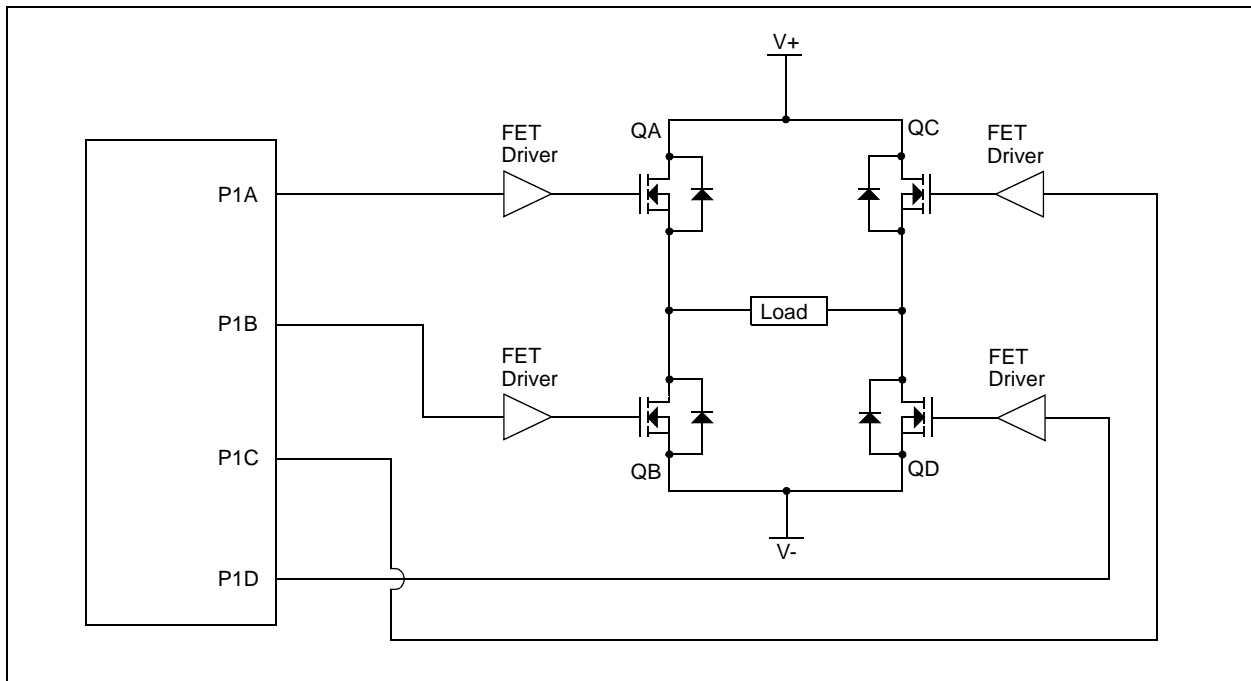 V+
QA
QC
FET
Driver
FET
Driver
P1A
P1B
Load
FET
Driver
FET
Driver
P1C
QB
QD
V-
P1D